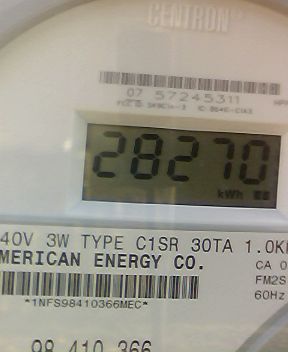 CENTRON
07 57245311
28270
kWh
40V 3W TYPE C1SR 30TA 1.0K
MERICAN ENERGY CO.
CA 0
FM2S
60Hz
*1NFS98410366MEC*
98 410 366